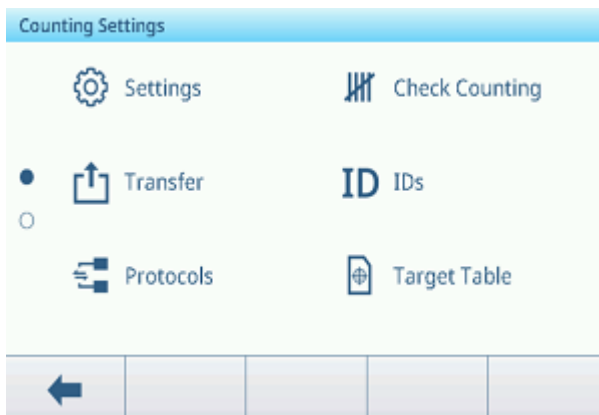 Counting Settings
Settings
Check Counting
Transfer
ID IDs
Protocols
Target Table